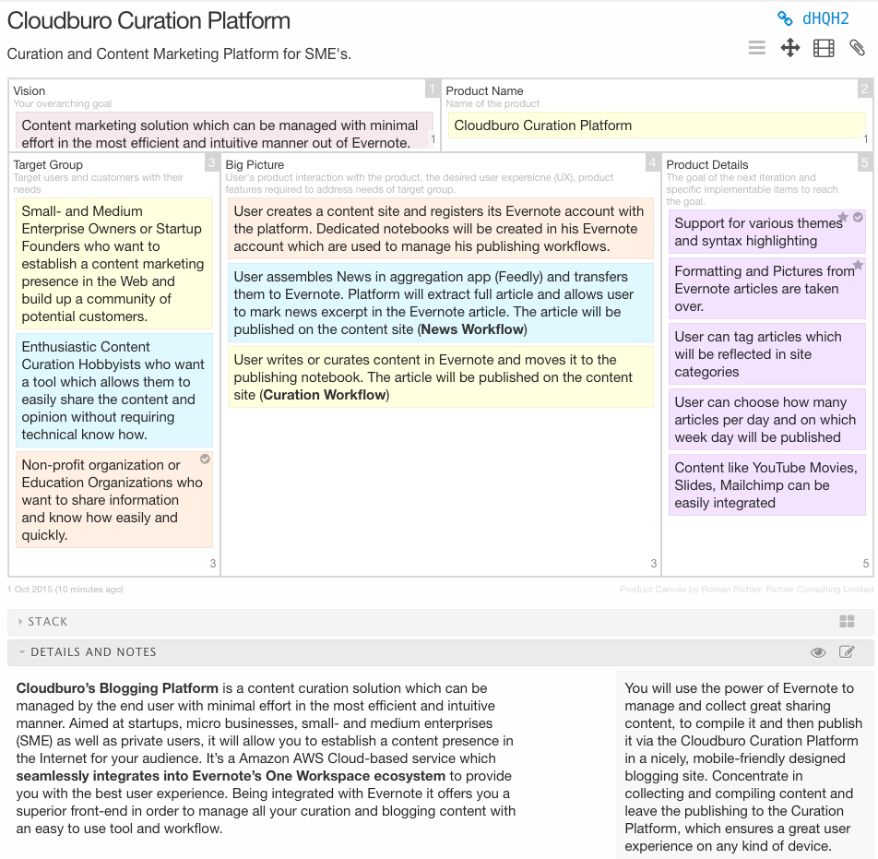 Cloudburo Curation Platform
dHQH2
Curation and Content Marketing Platform for SME's.
Vision
1
Your overarching goal
Content marketing solution which can be managed with minimal
effort in the most efficient and intuitive manner out of Evernote.
1
Product Name
2
Name of the product
Cloudburo Curation Platform
1
Target Group
3
Target users and customers with their
needs
Small- and Medium
Enterprise Owners or Startup
Founders who want to
establish a content marketing
presence in the Web and
build up a community of
potential customers.
Enthusiastic Content
Curation Hobbyists who want
a tool which allows them to
easily share the content and
opinion without requiring
technical know how.
Non-profit organization or
Education Organizations who
want to share information
and know how easily and
quickly.
3
Big Picture
4
User's product interaction with the product, the desired user expereicne (UX), product
features required to address needs of target group.
User creates a content site and registers its Evernote account with
the platform. Dedicated notebooks will be created in his Evernote
account which are used to manage his publishing workflows.
User assembles News in aggregation app (Feedly) and transfers
them to Evernote. Platform will extract full article and allows user
to mark news excerpt in the Evernote article. The article will be
published on the content site (News Workflow)
User writes or curates content in Evernote and moves it to the
publishing notebook. The article will be published on the content
site (Curation Workflow)
3
Product Details
5
The goal of the next iteration and
specific implementable items to reach
the goal.
Support for various themes
and syntax highlighting
Formatting and Pictures from
Evernote articles are taken
over.
User can tag articles which
will be reflected in site
categories
User can choose how many
articles per day and on which
week day will be published
Content like YouTube Movies,
Slides, Mailchimp can be
easily integrated
5
1 Oct 2015 (10 minutes ago)
Product Canvas by Roman Pichler, Pichler Consulting Limited
STACK
DETAILS AND NOTES
Cloudburo's Blogging Platform is a content curation solution which can be
managed by the end user with minimal effort in the most efficient and intuitive
manner. Aimed at startups, micro businesses, small- and medium enterprises
(SME) as well as private users, it will allow you to establish a content presence in
the Internet for your audience. It's a Amazon AWS Cloud-based service which
seamlessly integrates into Evernote's One Workspace ecosystem to provide
you with the best user experience. Being integrated with Evernote it offers you a
superior front-end in order to manage all your curation and blogging content with
an easy to use tool and workflow.
You will use the power of Evernote to
manage and collect great sharing
content, to compile it and then publish
it via the Cloudburo Curation Platform
in a nicely, mobile-friendly designed
blogging site. Concentrate in
collecting and compiling content and
leave the publishing to the Curation
Platform, which ensures a great user
experience on any kind of device.